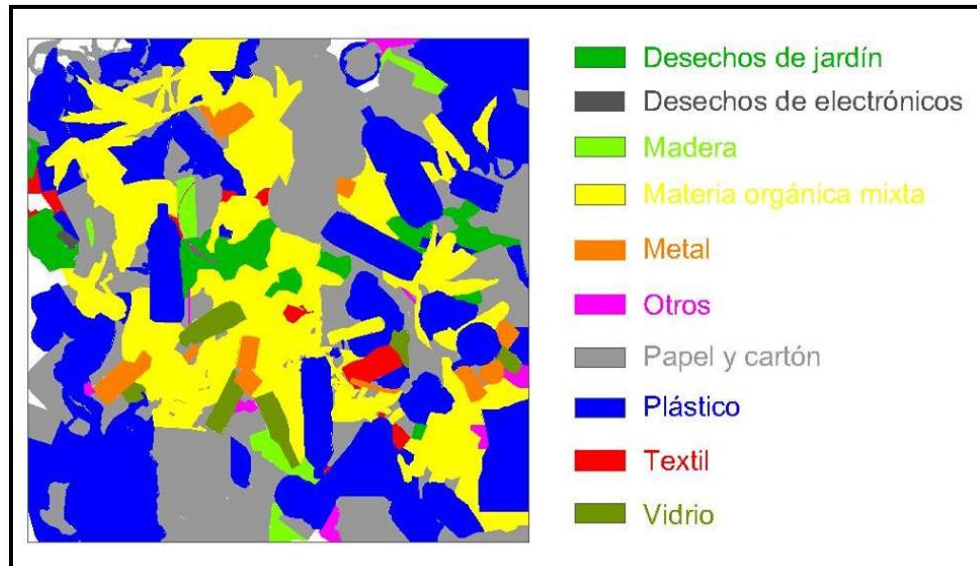 Desechos de jardín
Desechos de electrónicos
Madera
Materia orgánica mixta
Metal
Otros
Papel y cartón
Plástico
Textil
Vidrio